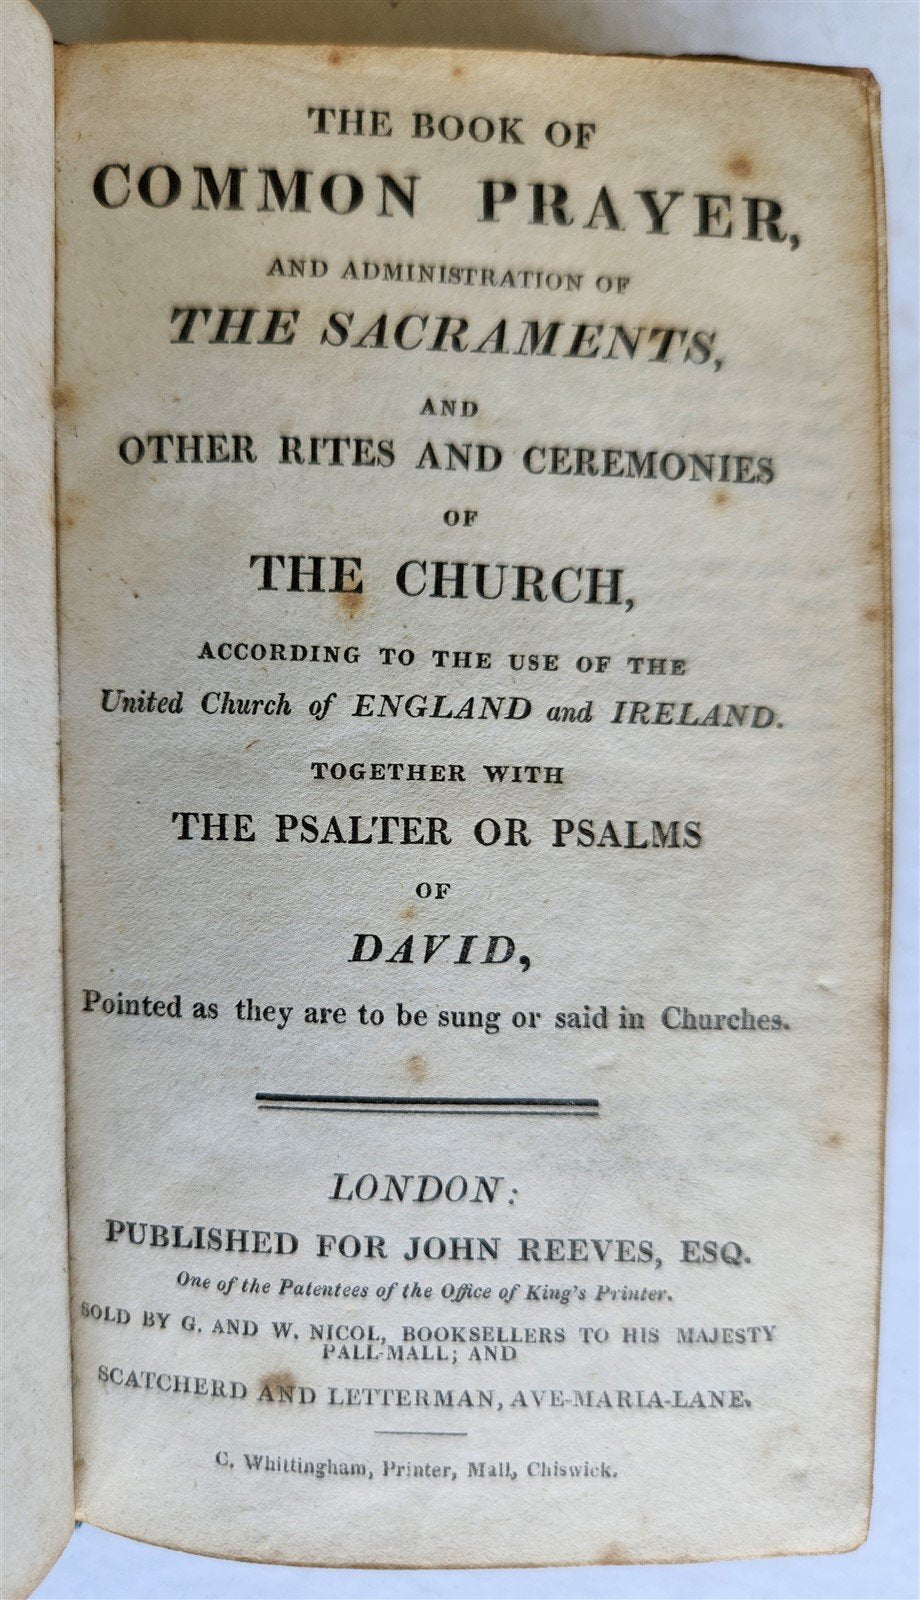 THE BOOK OF
COMMON PRAYER,
AND ADMINISTRATION OF
THE SACRAMENTS,
AND
OTHER RITES AND CEREMONIES
OF
THE CHURCH,
ACCORDING TO THE USE OF THE
United Church of ENGLAND and IRELAND.
TOGETHER WITH
THE PSALTER OR PSALMS
OF
DAVID,
Pointed as they are to be sung or said in Churches.
LONDON:
PUBLISHED FOR JOHN REEVES, ESQ.
One of the Patentees of the Office of King's Printer.
SOLD BY G. AND W. NICOL, BOOKSELLERS TO HIS MAJESTY
PALL-MALL; AND
SCATCHERD AND LETTERMAN, AVE-MARIA-LANE.
C. Whittingham, Printer, Mall, Chiswick.